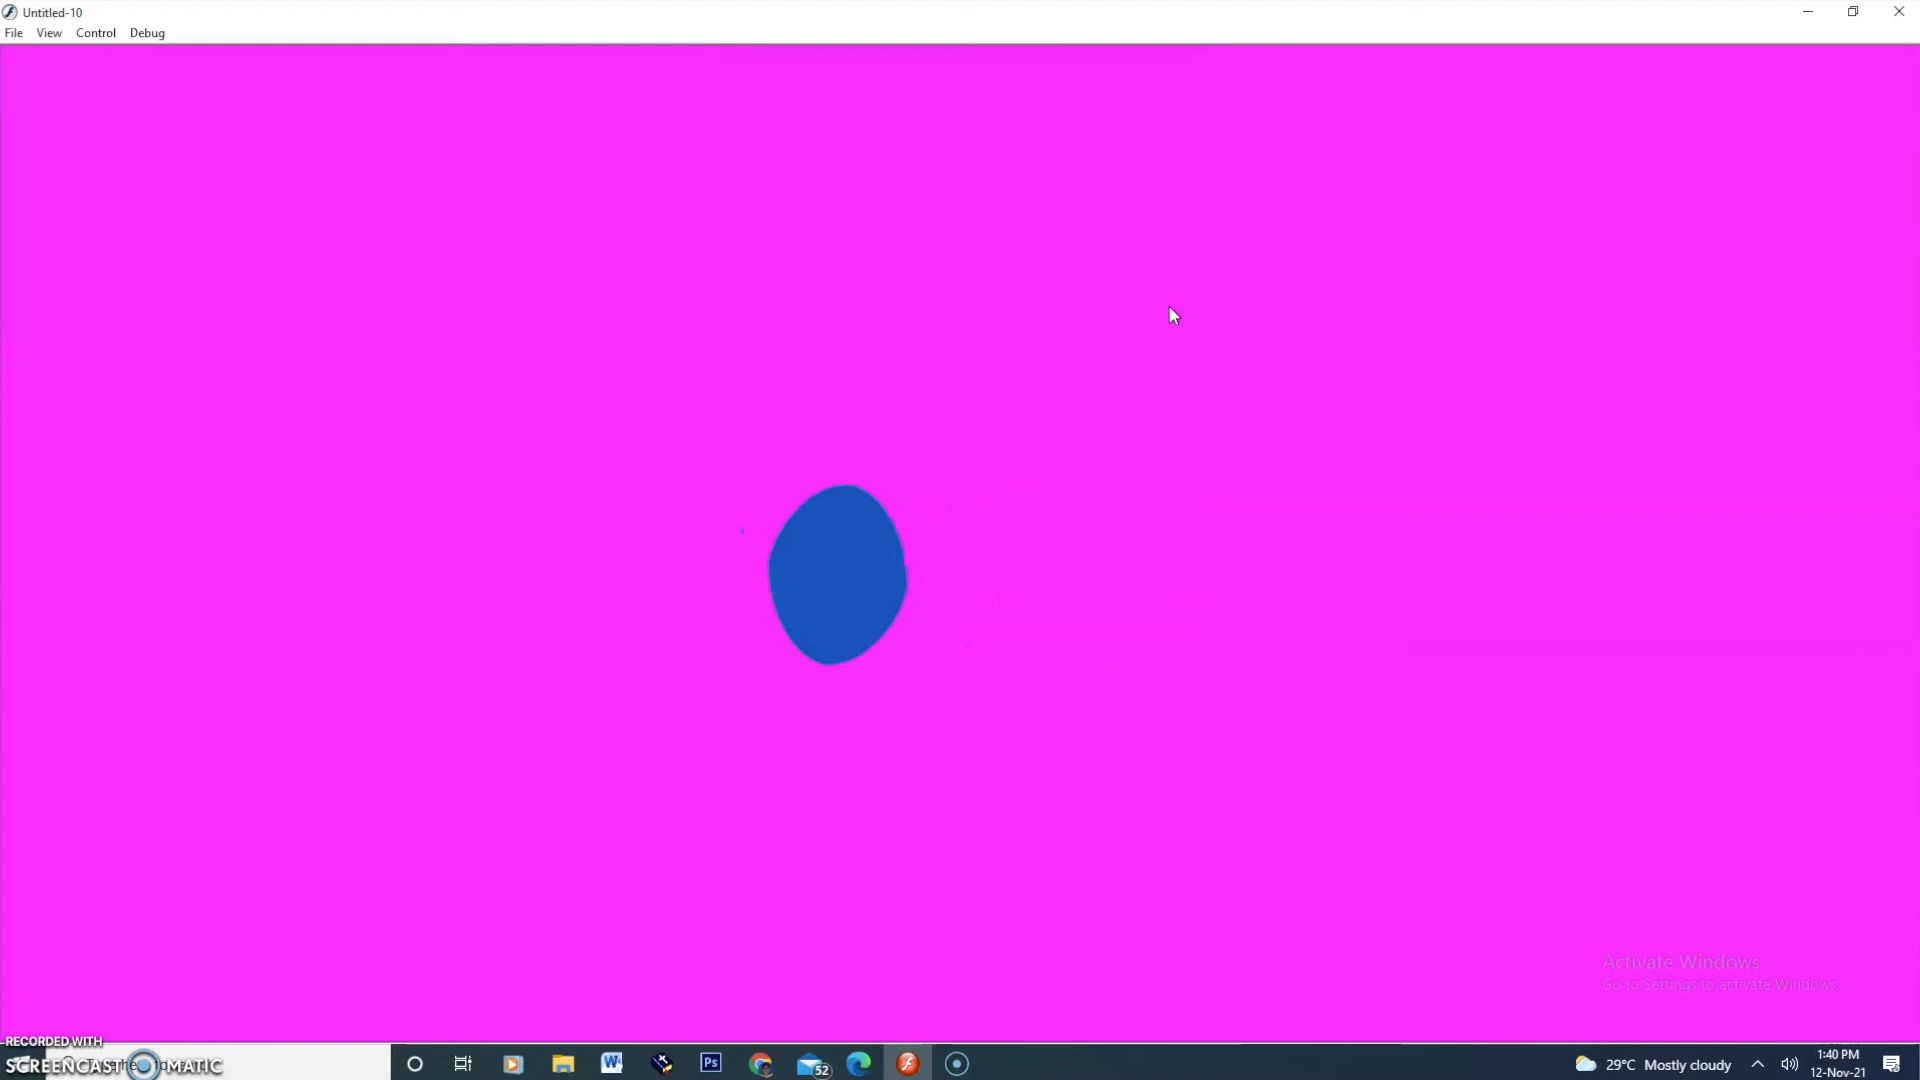 Untitled-10
File View Control Debug
Activate Windows
Go to Settings to activate Windows.
RECORDED WITH
SCREENCAST MATIC
W
Ps
52
29°C Mostly cloudy
1:40 PM
12-Nov-21